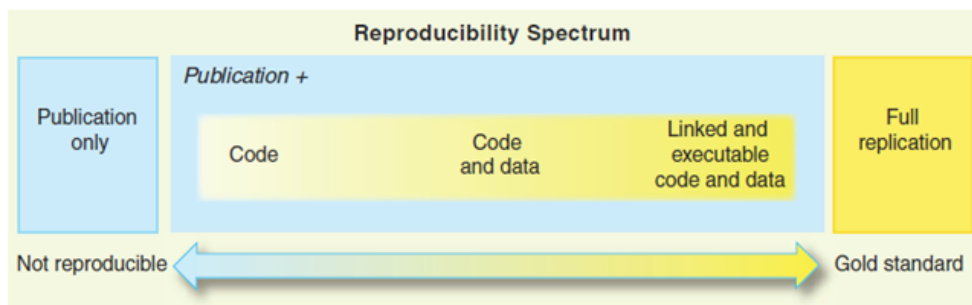 Reproducibility Spectrum
Publication +
Publication
only
Code
Code
and data
Linked and
executable
code and data
Full
replication
Not reproducible
Gold standard